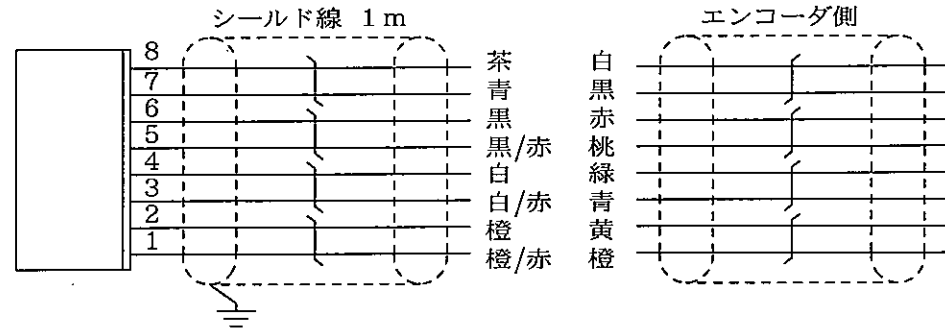 シールド線 1m エンコーダ側
8 茶 白
7 青 黒
6 黒 赤
5 黒/赤 桃
4 白 緑
3 白/赤 青
2 橙 黄
1 橙/赤 橙